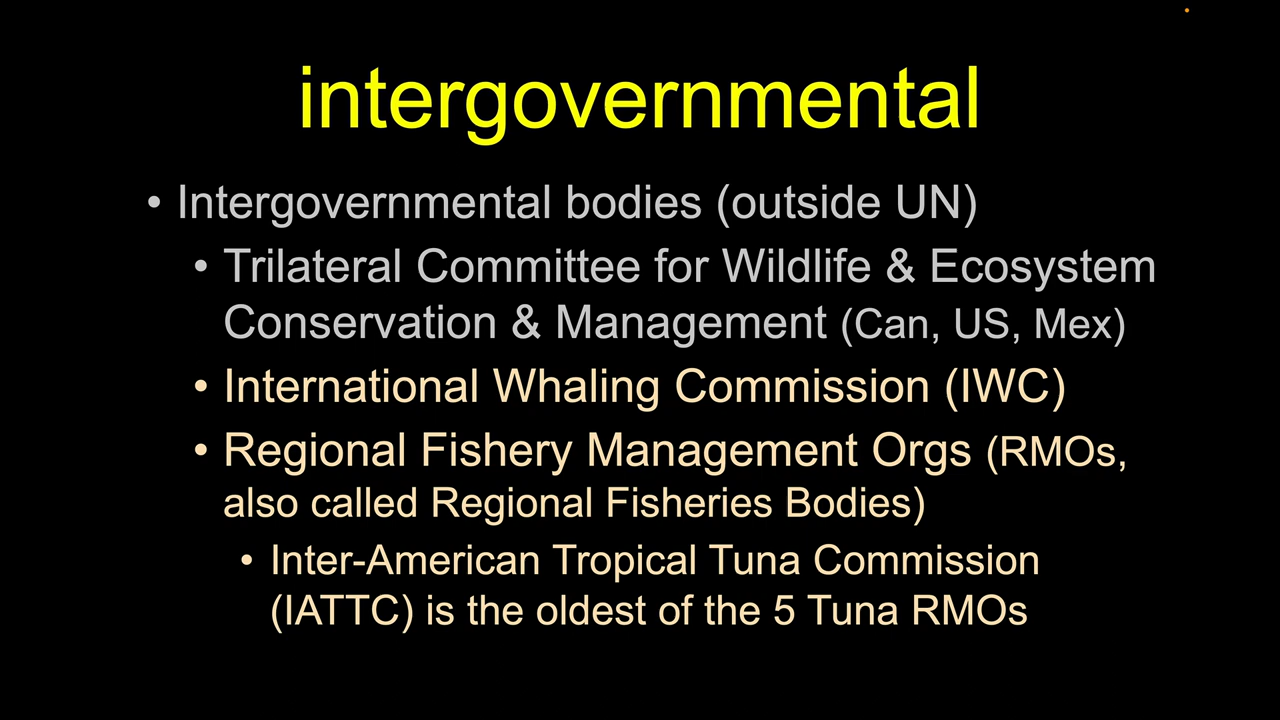 intergovernmental
• Intergovernmental bodies (outside UN)
• Trilateral Committee for Wildlife & Ecosystem
Conservation & Management (Can, US, Mex)
• International Whaling Commission (IWC)
• Regional Fishery Management Orgs (RMOs,
also called Regional Fisheries Bodies)
• Inter-American Tropical Tuna Commission
(IATTC) is the oldest of the 5 Tuna RMOs